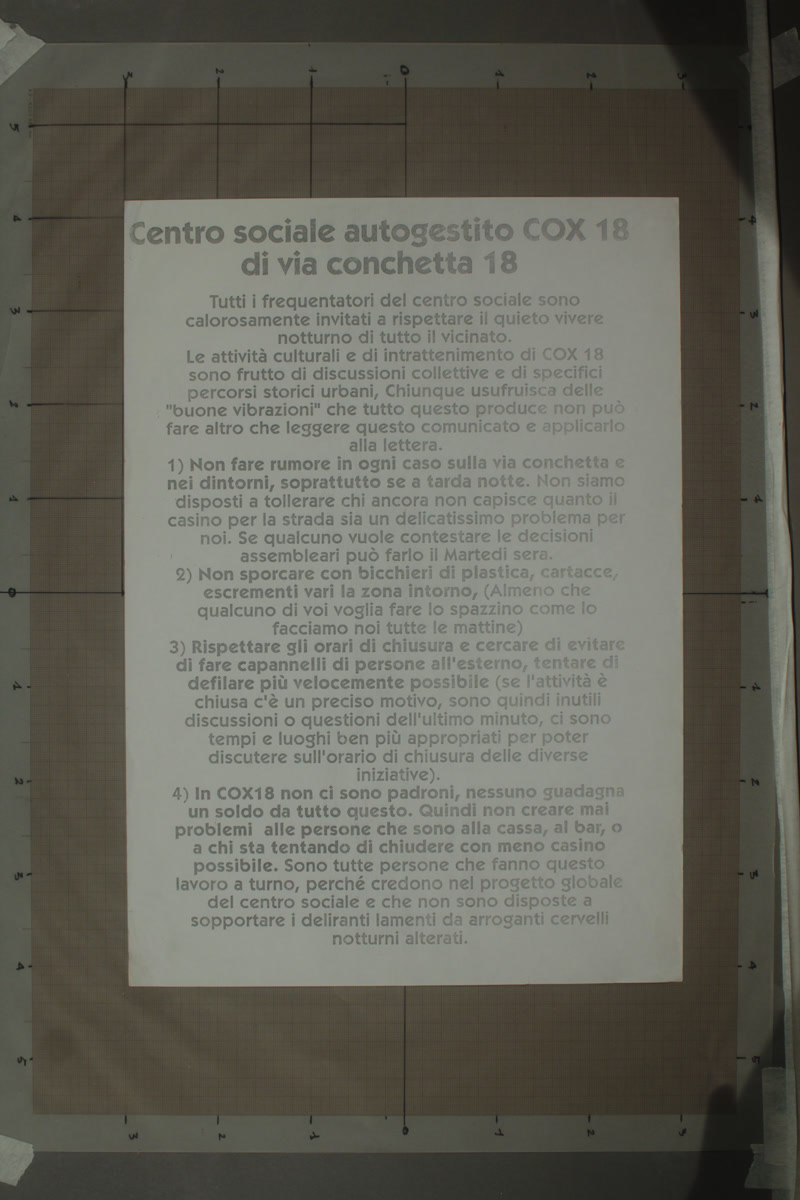 Centro sociale autogestito COX 18
di via conchetta 18
Tutti i frequentatori del centro sociale sono
calorosamente invitati a rispettare il quieto vivere
notturno di tutto il vicinato.
Le attività culturali e di intrattenimento di COX 18
sono frutto di discussioni collettive e di specifici
percorsi storici urbani, Chiunque usufruisca delle
"buone vibrazioni" che tutto questo produce non può
fare altro che leggere questo comunicato e applicarlo
alla lettera.
1) Non fare rumore in ogni caso sulla via conchetta e
nei dintorni, soprattutto se a tarda notte. Non siamo
disposti a tollerare chi ancora non capisce quanto il
casino per la strada sia un delicatissimo problema per
noi. Se qualcuno vuole contestare le decisioni
assembleari può farlo il Martedi sera.
2) Non sporcare con bicchieri di plastica, cartacce,
escrementi vari la zona intorno, (Almeno che
qualcuno di voi voglia fare lo spazzino come lo
facciamo noi tutte le mattine)
3) Rispettare gli orari di chiusura e cercare di evitare
di fare capannelli di persone all'esterno, tentare di
defilare più velocemente possibile (se l'attività è
chiusa c'è un preciso motivo, sono quindi inutili
discussioni o questioni dell'ultimo minuto, ci sono
tempi e luoghi ben più appropriati per poter
discutere sull'orario di chiusura delle diverse
iniziative).
4) In COX18 non ci sono padroni, nessuno guadagna
un soldo da tutto questo. Quindi non creare mai
problemi alle persone che sono alla cassa, al bar, o
a chi sta tentando di chiudere con meno casino
possibile. Sono tutte persone che fanno questo
lavoro a turno, perché credono nel progetto globale
del centro sociale e che non sono disposte a
sopportare i deliranti lamenti da arroganti cervelli
notturni alterati.